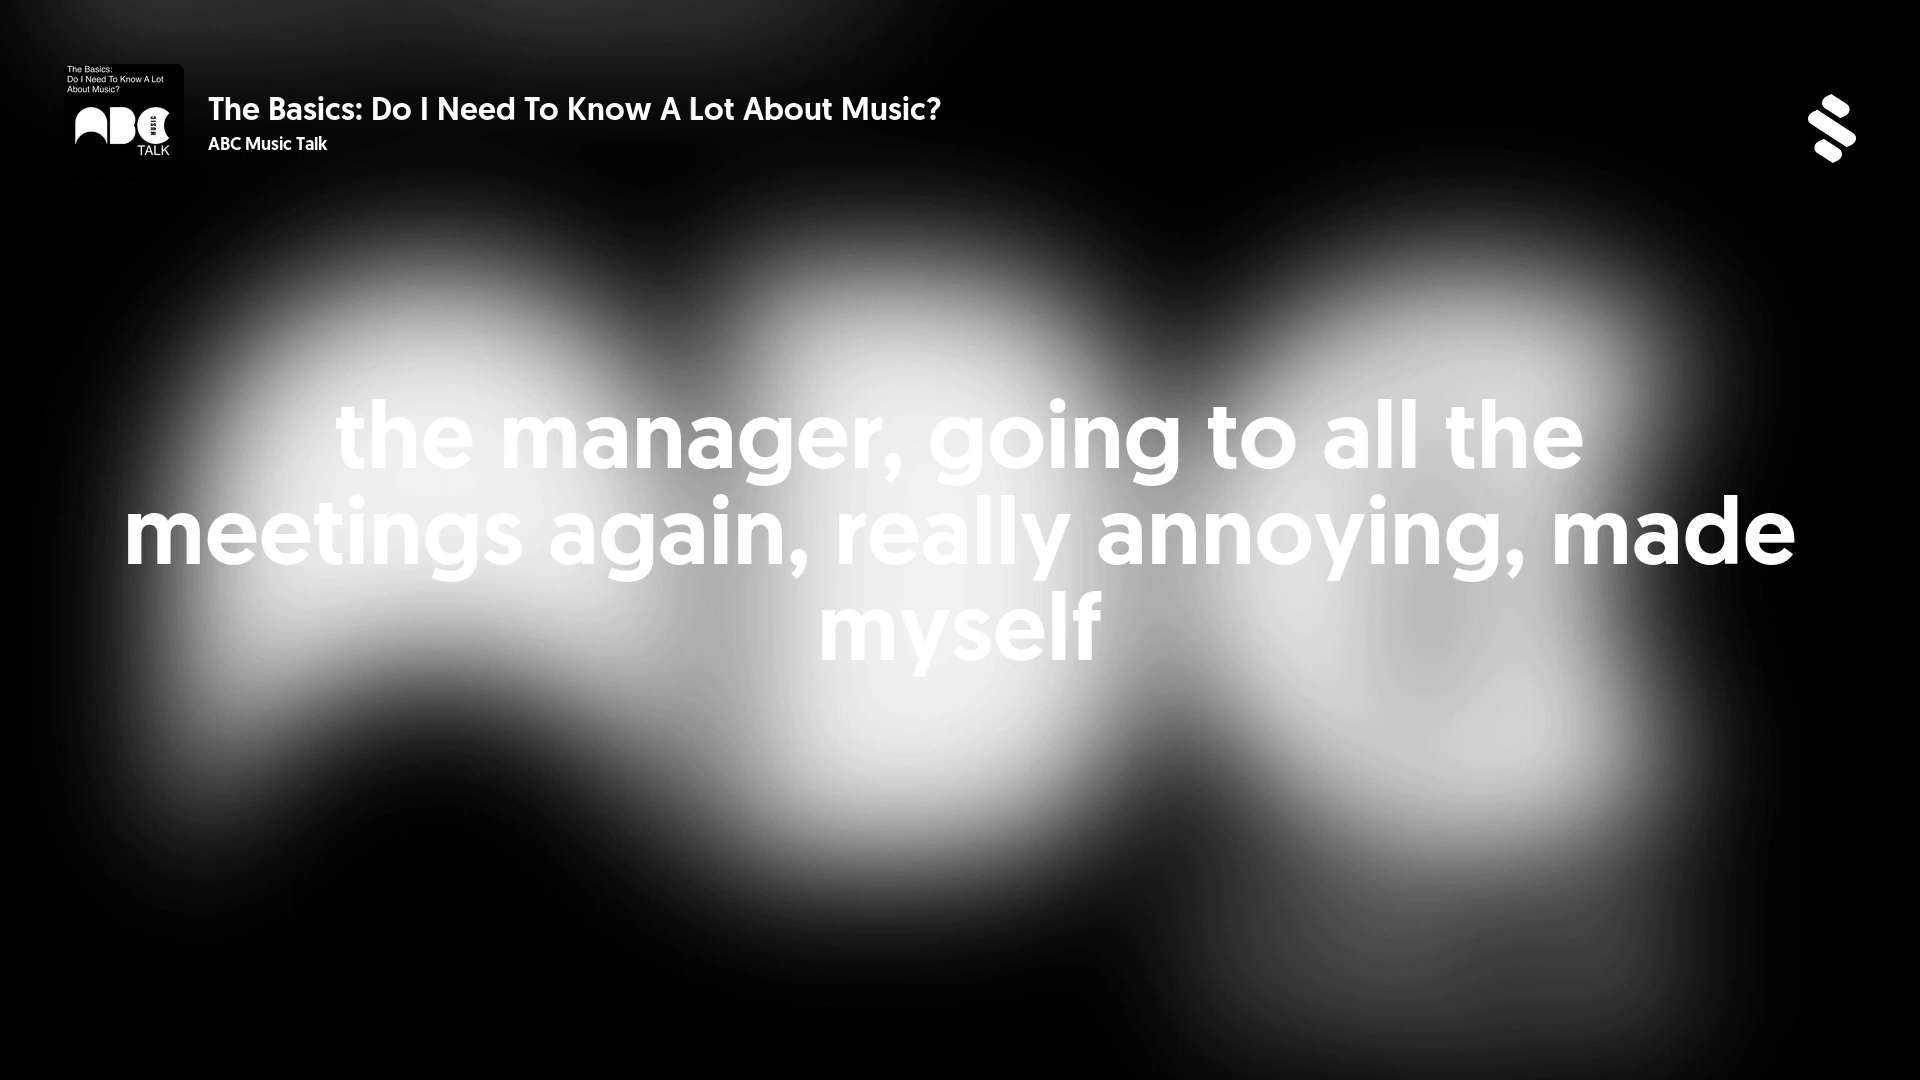 The Basics:
Do I Need To Know A Lot
About Music?
ABC
MUSIC
TALK
The Basics: Do I Need To Know A Lot About Music?
ABC Music Talk
the manager, going to all the
meetings again, really annoying, made
myself